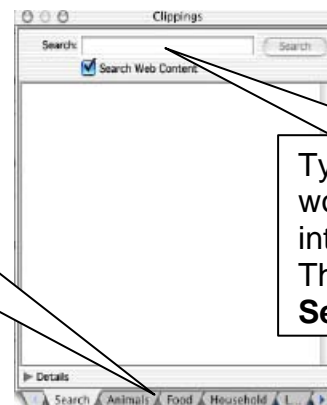 Clippings
Search:
Search
Search Web Content
Ty
wo
int
Th
Se
Details
Search Animals Food Household L...